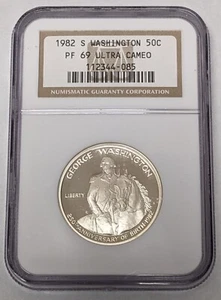 1982 S WASHINGTON 50C
PF 69 ULTRA CAMEO
112344-085
NUMISMATIC GUARANTY CORPORATION
GEORGE WASHINGTON
LIBERTY
250TH ANNIVERSARY OF BIRTH 1982